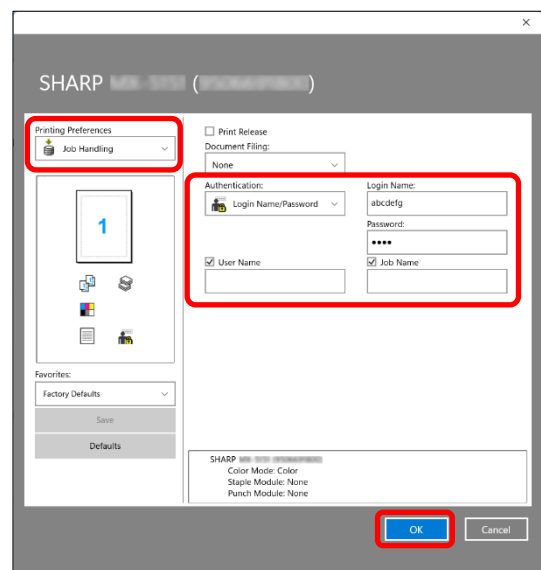 SHARP ( )
Printing Preferences
Job Handling
1
Favorites:
Factory Defaults
Save
Defaults
Print Release
Document Filing:
None
Authentication:
Login Name/Password
Login Name:
abcdefg
Password:
••••
User Name
Job Name
SHARP
Color Mode: Color
Staple Module: None
Punch Module: None
OK
Cancel